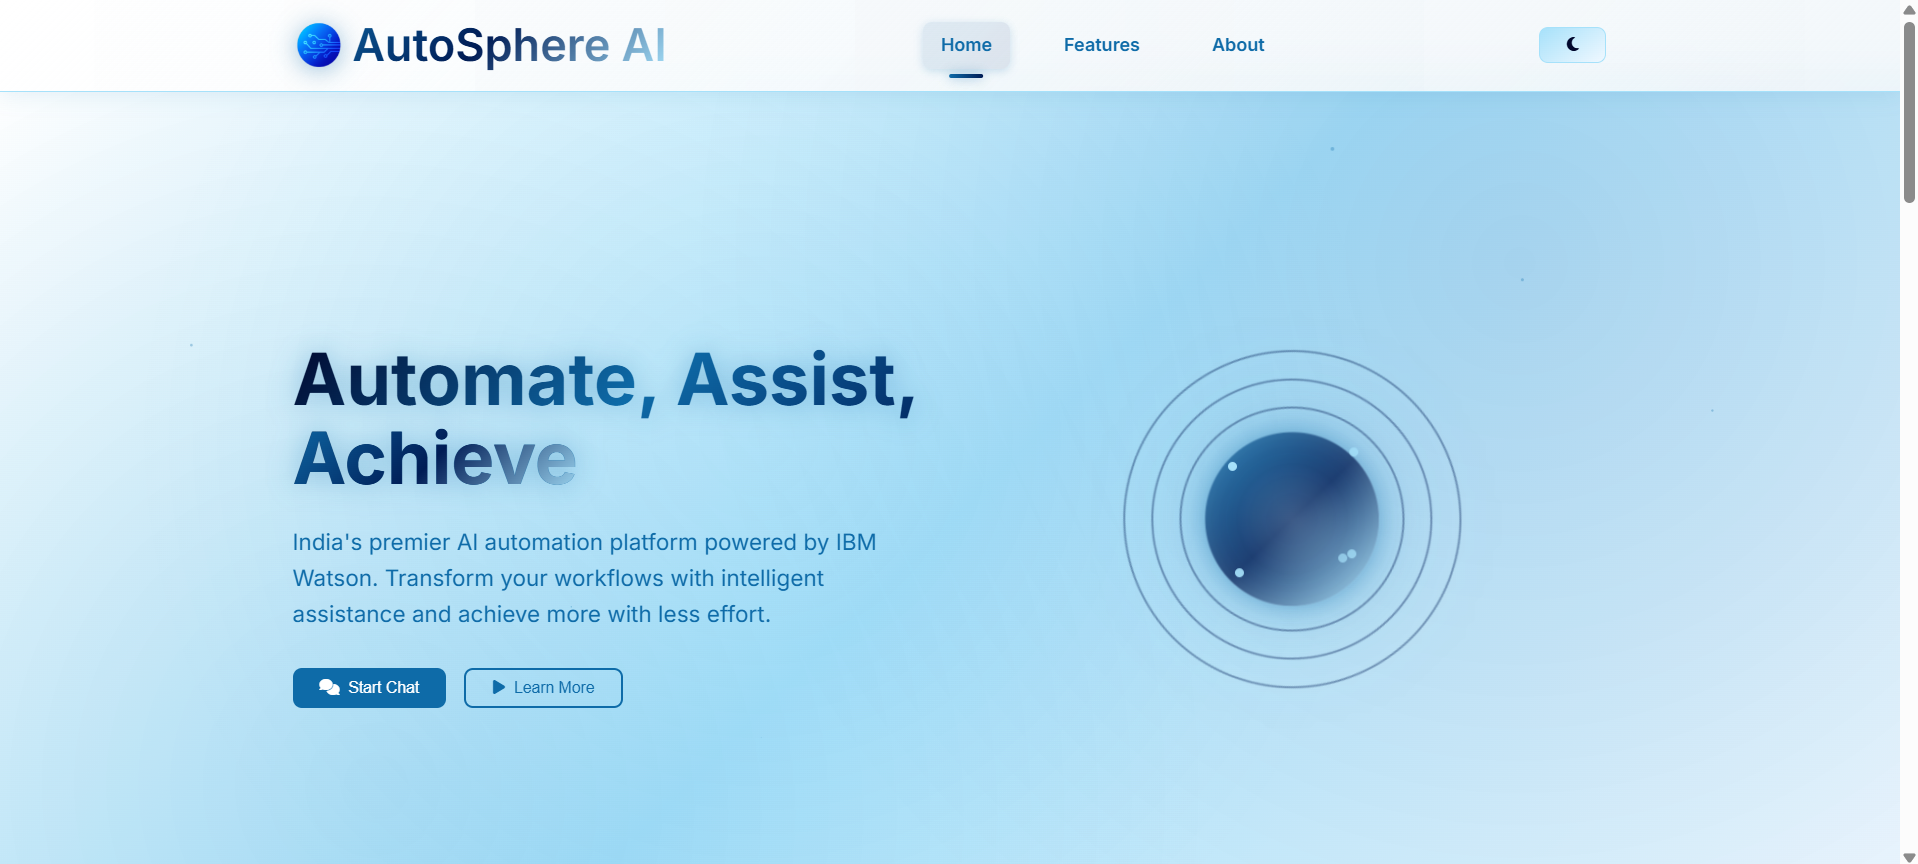 AutoSphere AI
Home
Features
About
Automate, Assist,
Achieve
India's premier AI automation platform powered by IBM
Watson. Transform your workflows with intelligent
assistance and achieve more with less effort.
Start Chat
Learn More